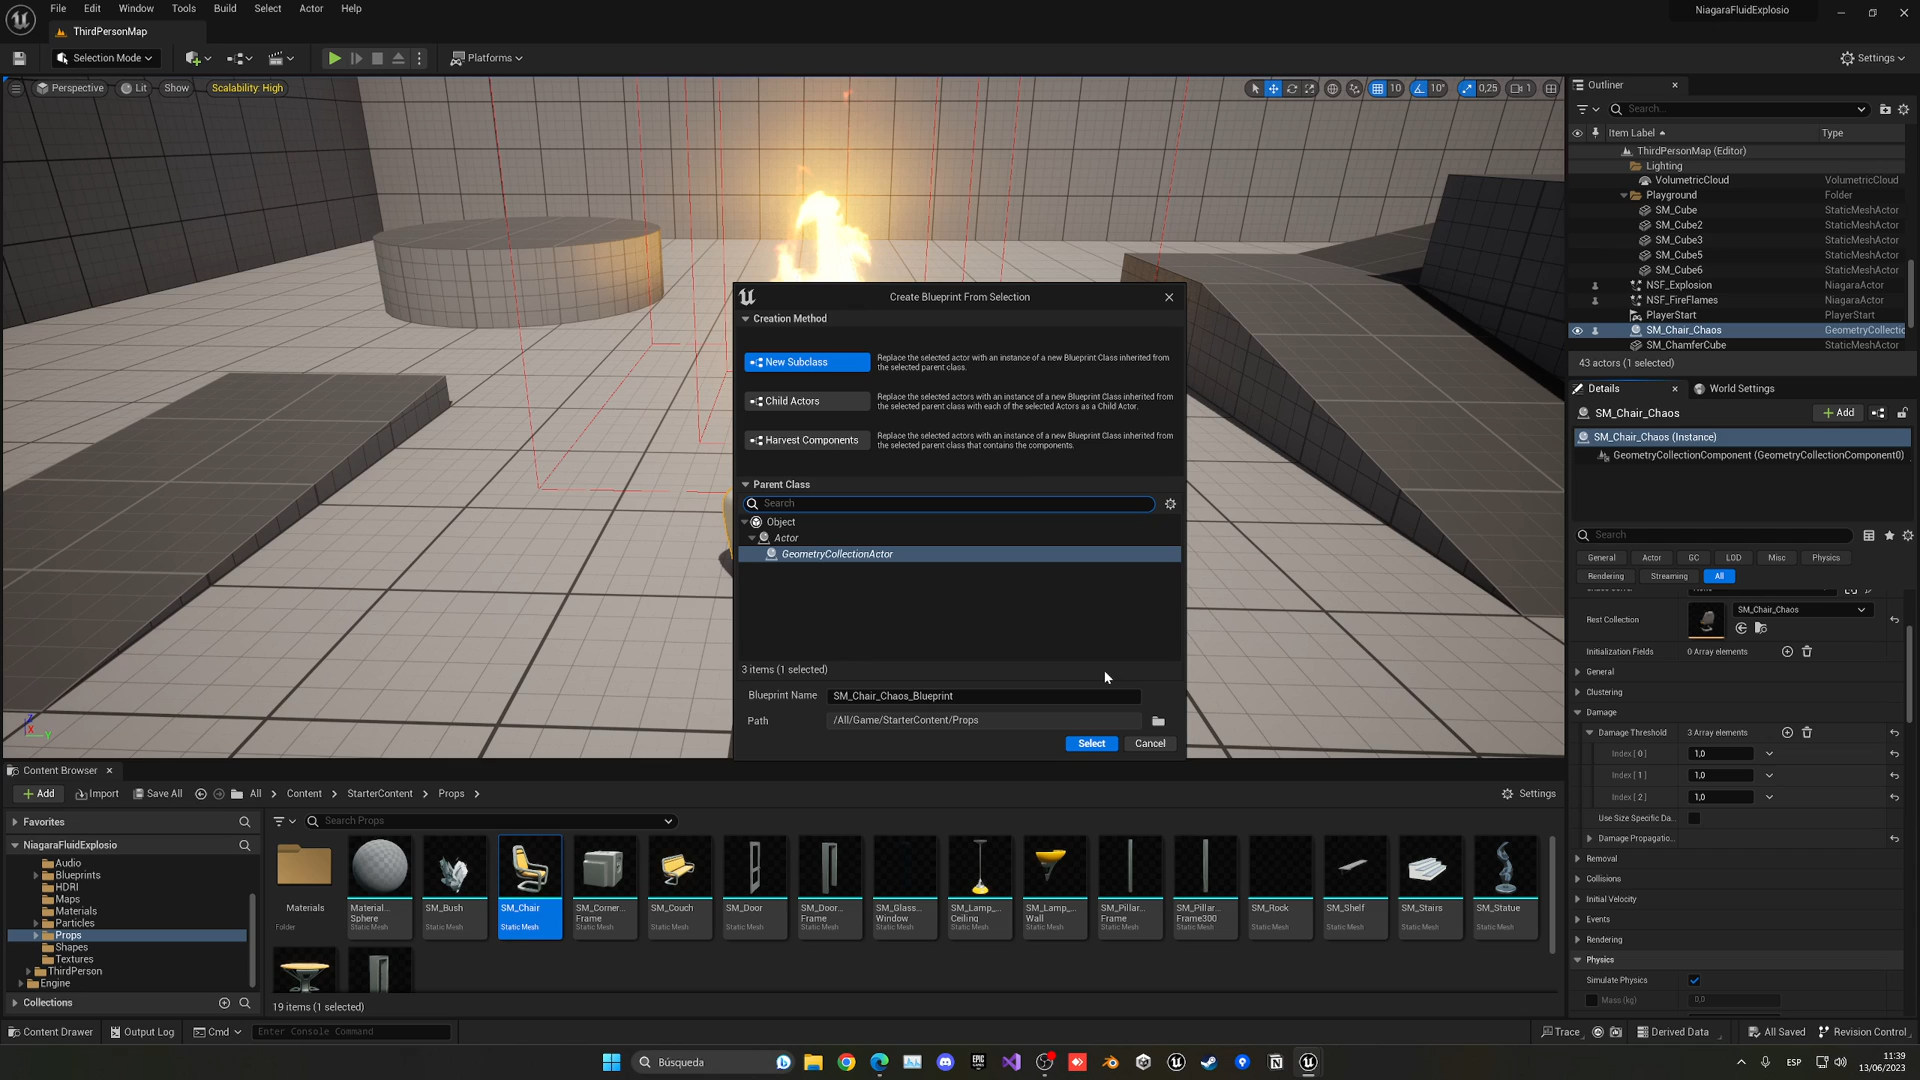 File Edit Window Tools Build Select Actor Help
NiagaraFluidExplosio
ThirdPersonMap
Selection Mode
Platforms
Settings
Perspective Lit Show Scalability: High
10 10° 0,25 1
Outliner
Search...
Item Label Type
ThirdPersonMap (Editor)
Lighting
VolumetricCloud VolumetricCloud
Playground Folder
SM_Cube StaticMeshActor
SM_Cube2 StaticMeshActor
SM_Cube3 StaticMeshActor
SM_Cube5 StaticMeshActor
SM_Cube6 StaticMeshActor
NSF_Explosion NiagaraActor
NSF_FireFlames NiagaraActor
PlayerStart PlayerStart
SM_Chair_Chaos GeometryCollectic
SM_ChamferCube StaticMeshActor
43 actors (1 selected)
Create Blueprint From Selection
Creation Method
New Subclass
Replace the selected actor with an instance of a new Blueprint Class inherited from
the selected parent class.
Child Actors
Replace the selected actors with an instance of a new Blueprint Class inherited from
the selected parent class with each of the selected Actors as a Child Actor.
Harvest Components
Replace the selected actors with an instance of a new Blueprint Class inherited from
the selected parent class that contains the components.
Parent Class
Search
Object
Actor
GeometryCollectionActor
3 items (1 selected)
Blueprint Name SM_Chair_Chaos_Blueprint
Path /All/Game/StarterContent/Props
Select Cancel
Details World Settings
SM_Chair_Chaos
Add
SM_Chair_Chaos (Instance)
GeometryCollectionComponent (GeometryCollectionComponent0)
Search
General Actor GC LOD Misc Physics
Rendering Streaming All
Rest Collection SM_Chair_Chaos
Initialization Fields 0 Array elements
General
Clustering
Damage
Damage Threshold 3 Array elements
Index [ 0 ] 1,0
Index [ 1 ] 1,0
Index [ 2 ] 1,0
Use Size Specific Da...
Damage Propagatio...
Removal
Collisions
Initial Velocity
Events
Rendering
Physics
Simulate Physics
Mass (kg) 0,0
Content Browser
Add Import Save All All Content StarterContent Props
Settings
Favorites
Search Props
NiagaraFluidExplosio
Audio
Blueprints
HDRI
Maps
Materials
Particles
Props
Shapes
Textures
ThirdPerson
Engine
Collections
Materials
Folder
Material...
Sphere
Static Mesh
SM_Bush
Static Mesh
SM_Chair
Static Mesh
SM_Corner...
Frame
Static Mesh
SM_Couch
Static Mesh
SM_Door
Static Mesh
SM_Door...
Frame
Static Mesh
SM_Glass...
Window
Static Mesh
SM_Lamp_...
Ceiling
Static Mesh
SM_Lamp_...
Wall
Static Mesh
SM_Pillar...
Frame
Static Mesh
SM_Pillar...
Frame300
Static Mesh
SM_Rock
Static Mesh
SM_Shelf
Static Mesh
SM_Stairs
Static Mesh
SM_Statue
Static Mesh
19 items (1 selected)
Content Drawer Output Log Cmd Enter Console Command
Trace Derived Data All Saved Revision Control
Búsqueda
EPIC
GAMES
ESP
11:39
13/06/2023